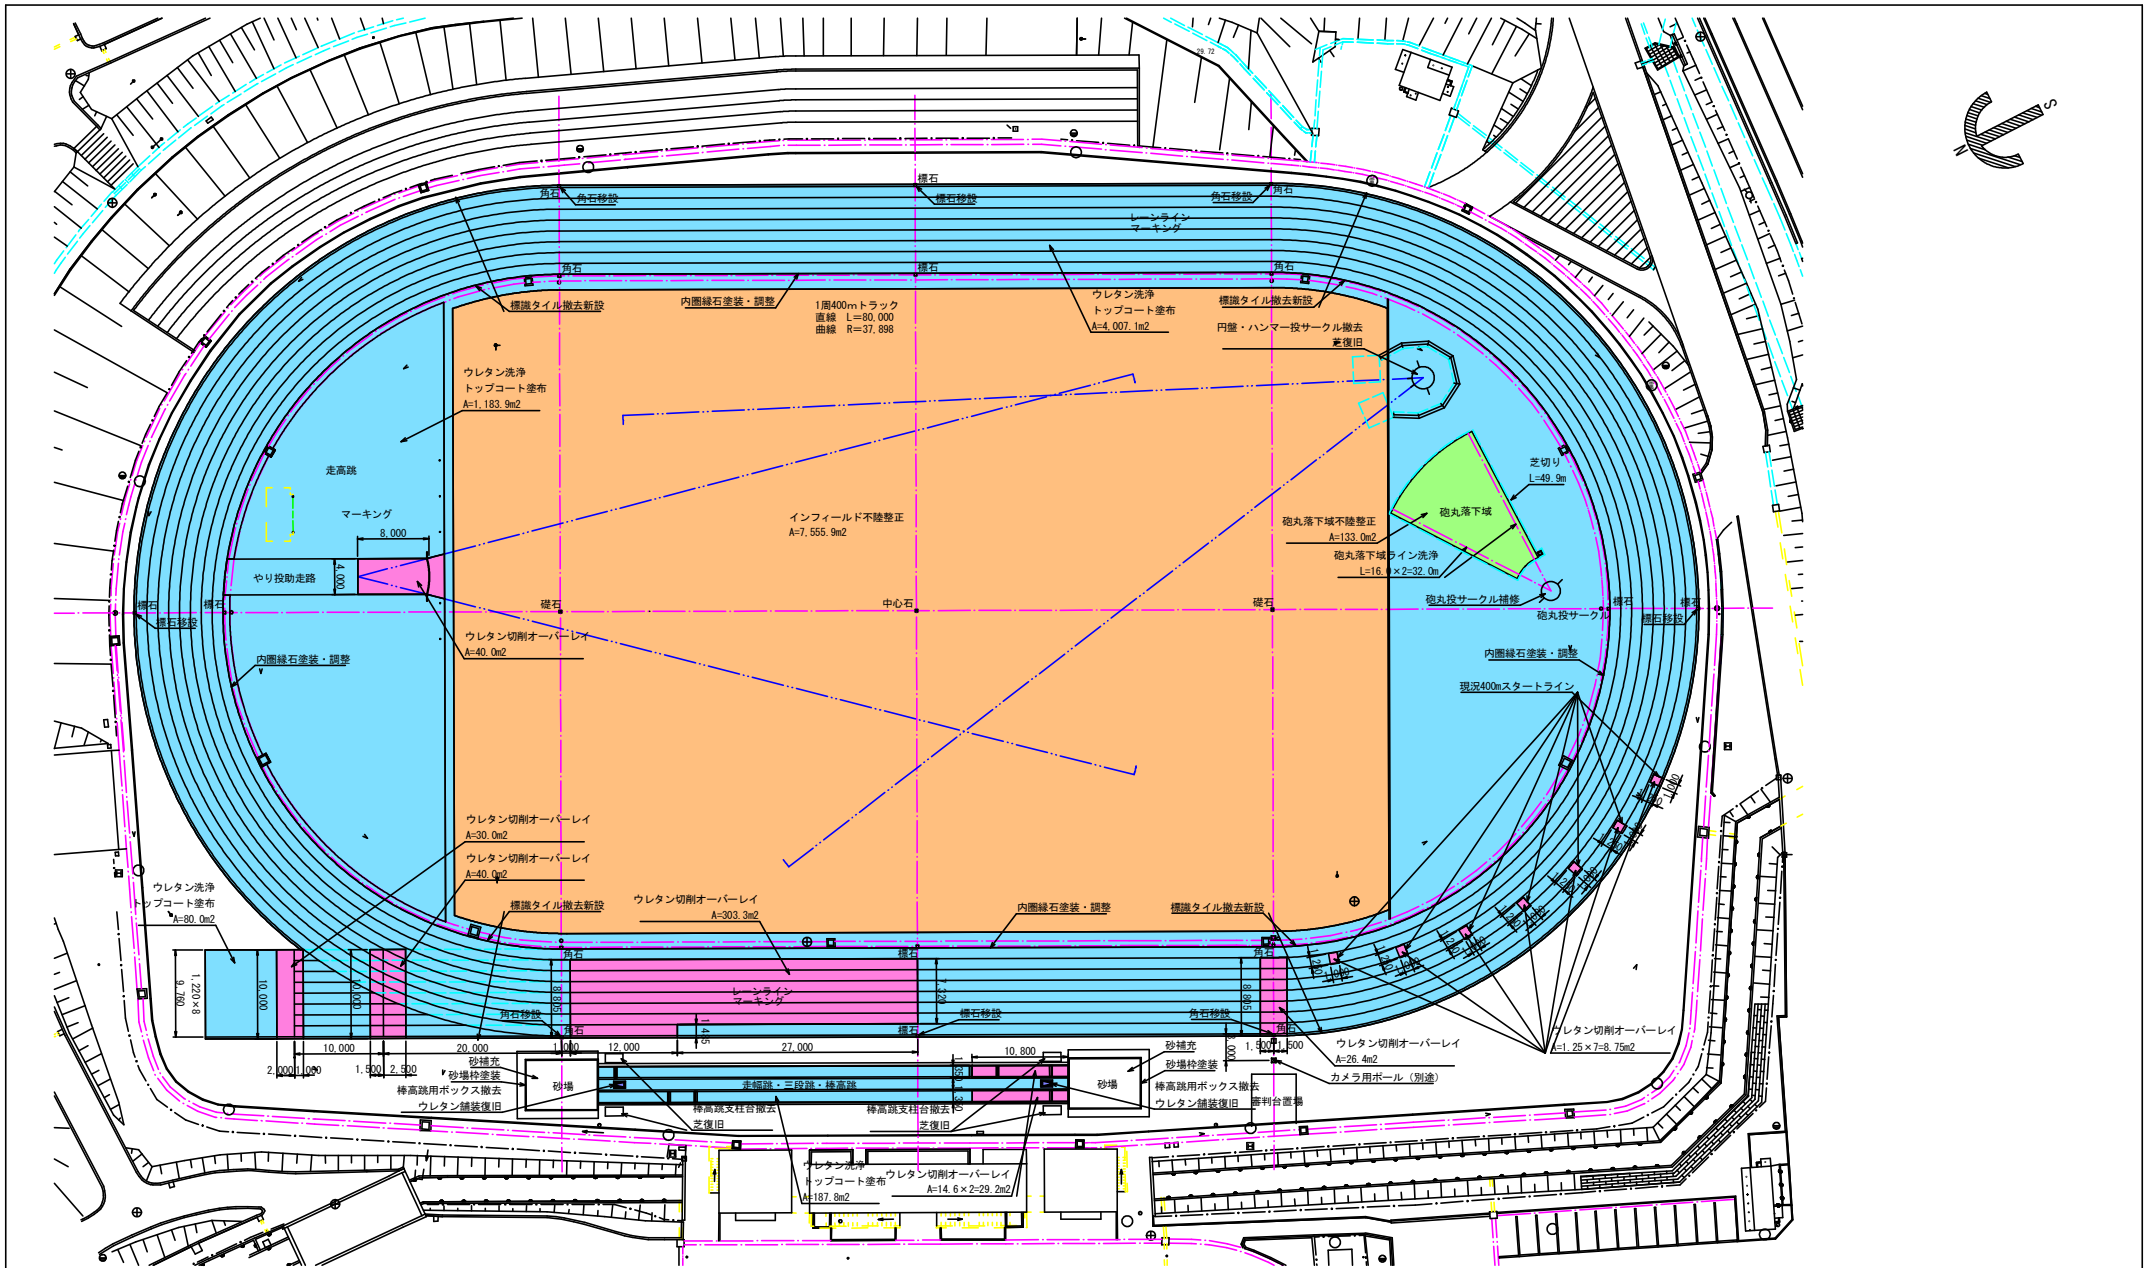 29.72
S
N
標石
角石
角石移設
標石移設
角石移設
角石
レーンライン
マーキング
角石
標石
角石
標識タイル撤去新設
内圏縁石塗装・調整
1周400mトラック
直線 L=80,000
曲線 R=37,898
ウレタン洗浄
トップコート塗布
A=4,007.1m2
標識タイル撤去新設
円盤・ハンマー投サークル撤去
芝復旧
ウレタン洗浄
トップコート塗布
A=1,183.9m2
走高跳
マーキング
8,000
4,000
やり投助走路
インフィールド不陸整正
A=7,555.9m2
芝切り
L=49.9m
砲丸落下域
砲丸落下域不陸整正
A=133.0m2
砲丸落下域ライン洗浄
砲丸投サークル補修
砲丸投サークル
標石
標石
標石移設
礎石
中心石
礎石
標石
標石
標石移設
ウレタン切削オーバーレイ
A=40.0m2
内圏縁石塗装・調整
内圏縁石塗装・調整
現況400mスタートライン
ウレタン切削オーバーレイ
A=30.0m2
ウレタン切削オーバーレイ
A=40.0m2
ウレタン洗浄
トップコート塗布
A=80.0m2
標識タイル撤去新設
ウレタン切削オーバーレイ
A=303.3m2
内圏縁石塗装・調整
標識タイル撤去新設
角石
標石
角石
1,220×8
9,760
10,000
10,000
8,805
レーンライン
マーキング
7,320
8,805
1,485
角石移設
角石
標石
標石移設
角石移設
角石
10,000
20,000
1,000
12,000
27,000
10,800
2,000
1,000
1,500
2,500
1,500
1,500
ウレタン切削オーバーレイ
A=1.25×7=8.75m2
ウレタン切削オーバーレイ
A=26.4m2
カメラ用ポール(別途)
砂補充
砂場枠塗装
棒高跳用ボックス撤去
ウレタン舗装復旧
砂場
走幅跳・三段跳・棒高跳
砂場
砂補充
砂場枠塗装
棒高跳用ボックス撤去
ウレタン舗装復旧
審判台置場
棒高跳支柱台撤去
芝復旧
棒高跳支柱台撤去
芝復旧
ウレタン洗浄
トップコート塗布
A=187.8m2
ウレタン切削オーバーレイ
A=14.6×2=29.2m2